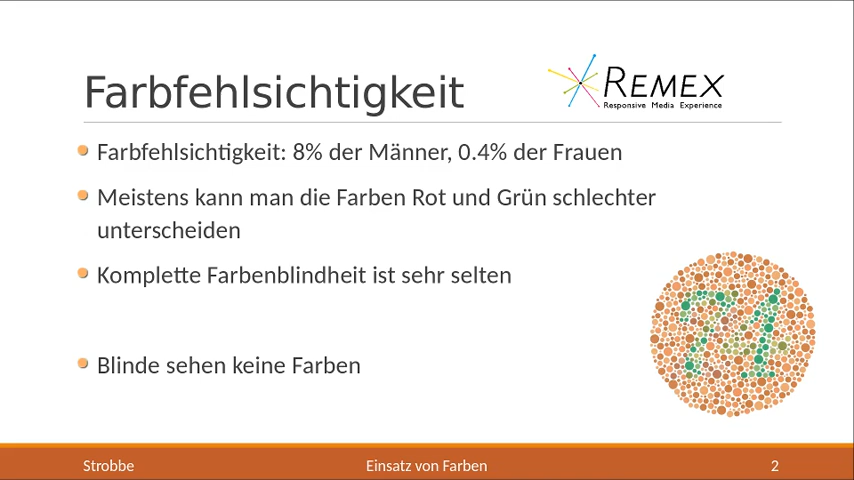 Farbfehlsichtigkeit
REMEX
Responsive Media Experience
Farbfehlsichtigkeit: 8% der Männer, 0.4% der Frauen
Meistens kann man die Farben Rot und Grün schlechter
unterscheiden
Komplette Farbenblindheit ist sehr selten
74
Blinde sehen keine Farben
Strobbe
Einsatz von Farben
2